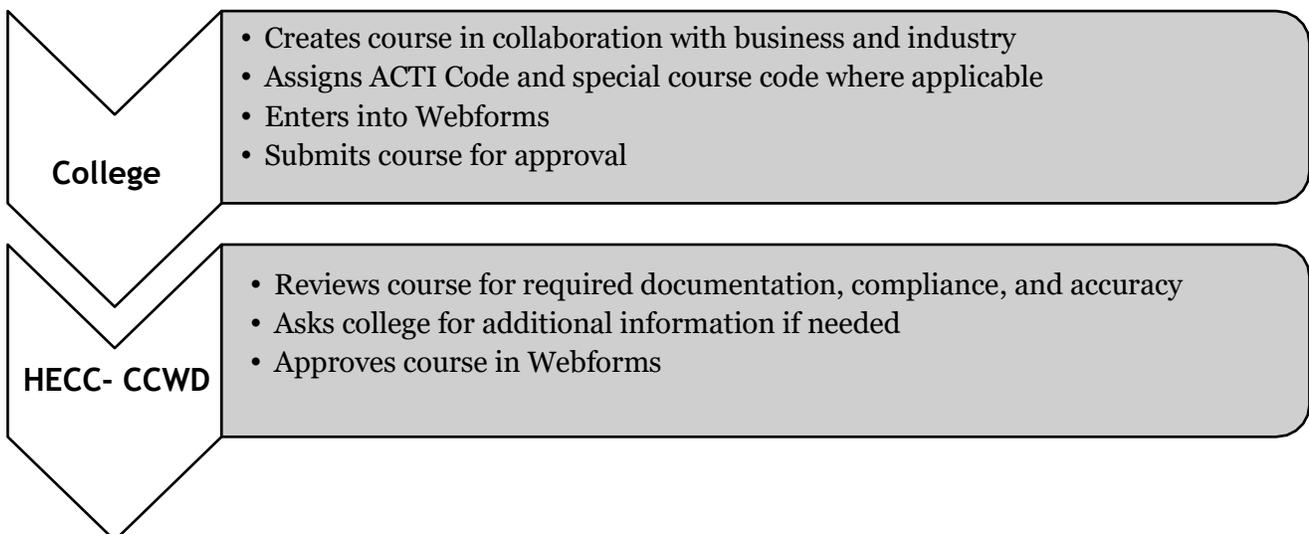 College
• Creates course in collaboration with business and industry
• Assigns ACTI Code and special course code where applicable
• Enters into Webforms
• Submits course for approval
HECC- CCWD
• Reviews course for required documentation, compliance, and accuracy
• Asks college for additional information if needed
• Approves course in Webforms